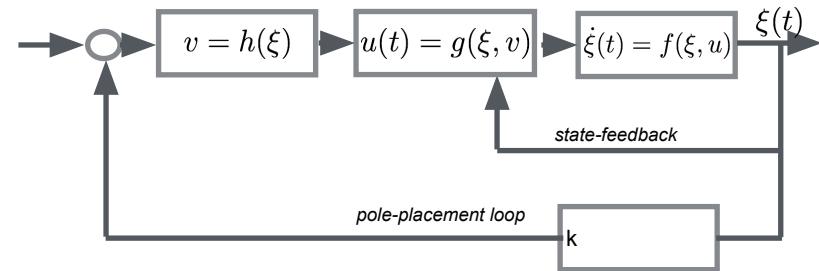 ξ(t)
v = h(ξ)
u(t) = g(ξ, v)
ξ̇(t) = f(ξ, u)
state-feedback
pole-placement loop
k